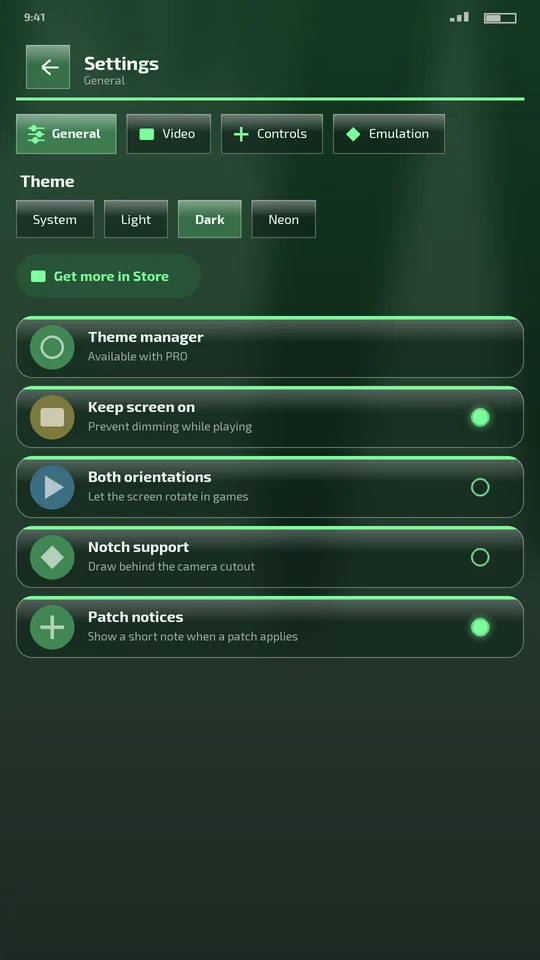 9:41
Settings
General
General
Video
Controls
Emulation
Theme
System
Light
Dark
Neon
Get more in Store
Theme manager
Available with PRO
Keep screen on
Prevent dimming while playing
Both orientations
Let the screen rotate in games
Notch support
Draw behind the camera cutout
Patch notices
Show a short note when a patch applies